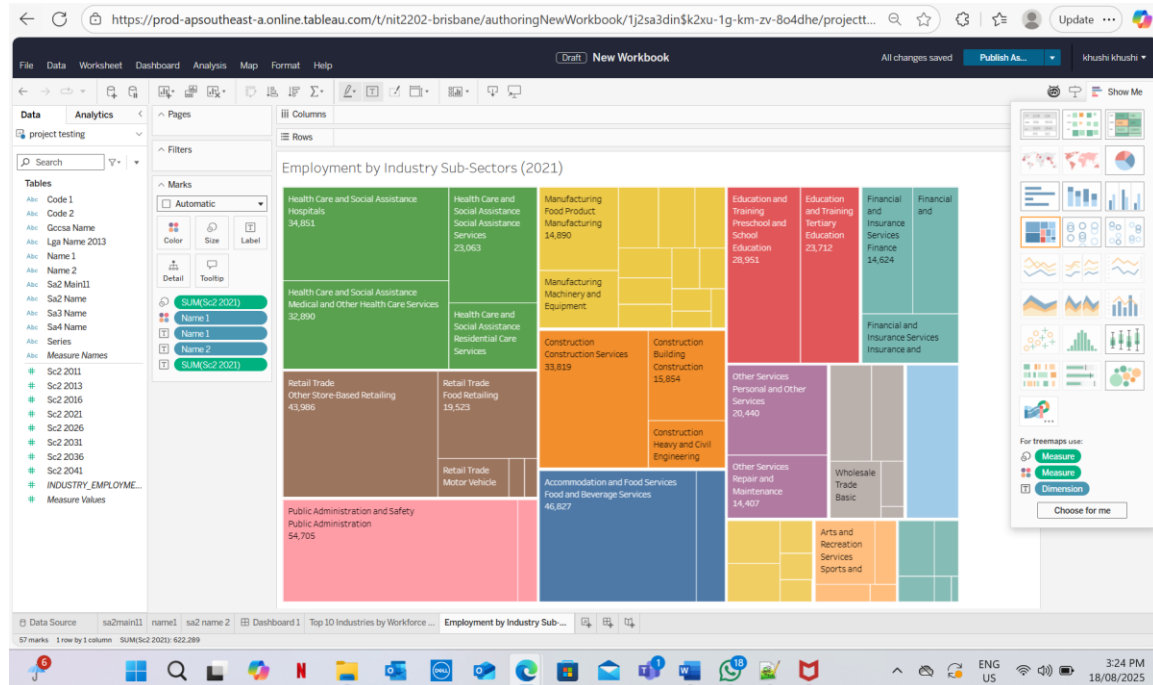 https://prod-apsoutheast-a.online.tableau.com/t/nit2202-brisbane/authoringNewWorkbook/1j2sa3din$k2xu-1g-km-zv-8o4dhe/projectt...
Update
Draft New Workbook
All changes saved
Publish As...
khushi khushi
File Data Worksheet Dashboard Analysis Map Format Help
Show Me
Data Analytics
project testing
Search
Tables
Abc Code 1
Abc Code 2
Abc Gccsa Name
Abc Lga Name 2013
Abc Name 1
Abc Name 2
Abc Sa2 Main11
Abc Sa2 Name
Abc Sa3 Name
Abc Sa4 Name
Abc Series
Abc Measure Names
# Sc2 2011
# Sc2 2013
# Sc2 2016
# Sc2 2021
# Sc2 2026
# Sc2 2031
# Sc2 2036
# Sc2 2041
# INDUSTRY_EMPLOYME...
# Measure Values
Pages
Filters
Marks
Automatic
Color Size Label
Detail Tooltip
SUM(Sc2 2021)
Name 1
Name 1
Name 2
SUM(Sc2 2021)
Columns
Rows
Employment by Industry Sub-Sectors (2021)
Health Care and Social Assistance
Hospitals
34,851
Health Care and
Social Assistance
Social Assistance
Services
23,063
Health Care and Social Assistance
Medical and Other Health Care Services
32,890
Health Care and
Social Assistance
Residential Care
Services
Retail Trade
Other Store-Based Retailing
43,986
Retail Trade
Food Retailing
19,523
Retail Trade
Motor Vehicle
Public Administration and Safety
Public Administration
54,705
Manufacturing
Food Product
Manufacturing
14,890
Manufacturing
Machinery and
Equipment
Construction
Construction Services
33,819
Construction
Building
Construction
15,854
Construction
Heavy and Civil
Engineering
Accommodation and Food Services
Food and Beverage Services
46,827
Education and
Training
Preschool and
School
Education
28,951
Education
and Training
Tertiary
Education
23,712
Financial
and
Insurance
Services
Finance
14,624
Financial
and
Financial and
Insurance Services
Insurance and
Other Services
Personal and Other
Services
20,440
Other Services
Repair and
Maintenance
14,407
Wholesale
Trade
Basic
Arts and
Recreation
Services
Sports and
For treemaps use:
Measure
Measure
Dimension
Choose for me
Data Source
sa2main11
name1
sa2 name 2
Dashboard 1
Top 10 Industries by Workforce ...
Employment by Industry Sub-...
57 marks 1 row by 1 column SUM(Sc2 2021): 622,289
6
18
ENG
US
3:24 PM
18/08/2025